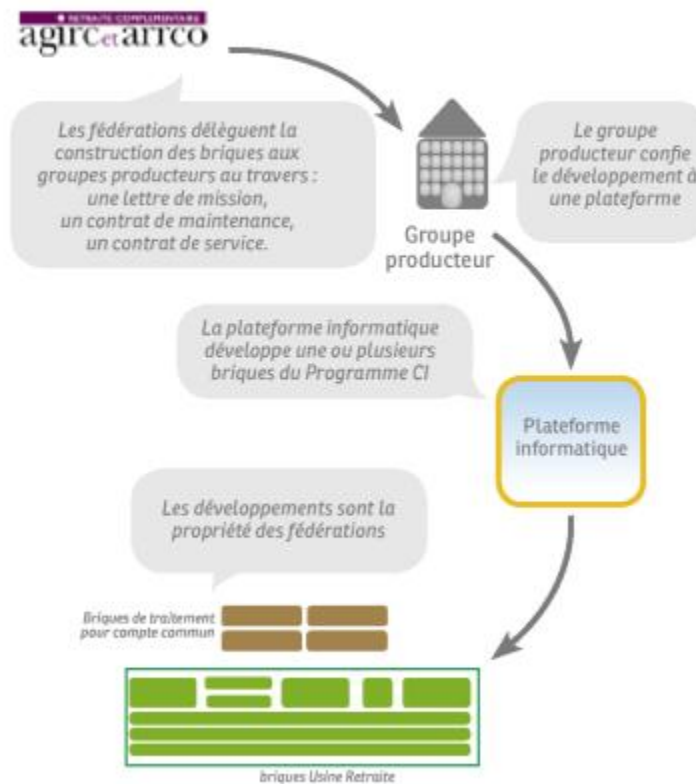 RETRAITE COMPLEMENTAIRE
agirc et arrco
Les fédérations délèguent la
construction des briques aux
groupes producteurs au travers :
une lettre de mission,
un contrat de maintenance,
un contrat de service.
Le groupe
producteur confie
le développement à
une plateforme
Groupe
producteur
La plateforme informatique
développe une ou plusieurs
briques du Programme CI
Plateforme
informatique
Les développements sont la
propriété des fédérations
Briques de traitement
pour compte commun
briques Usine Retraite